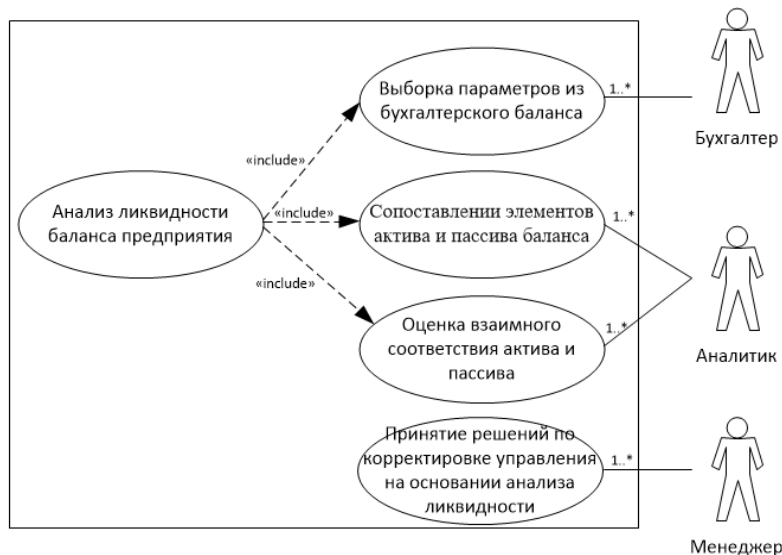 Выборка параметров из
бухгалтерского баланса
1..*
Бухгалтер
«include»
Анализ ликвидности
баланса предприятия
«include»
Сопоставлении элементов
актива и пассива баланса
1..*
«include»
Оценка взаимного
соответствия актива и
пассива
1..*
Аналитик
Принятие решений по
корректировке управления
на основании анализа
ликвидности
1..*
Менеджер